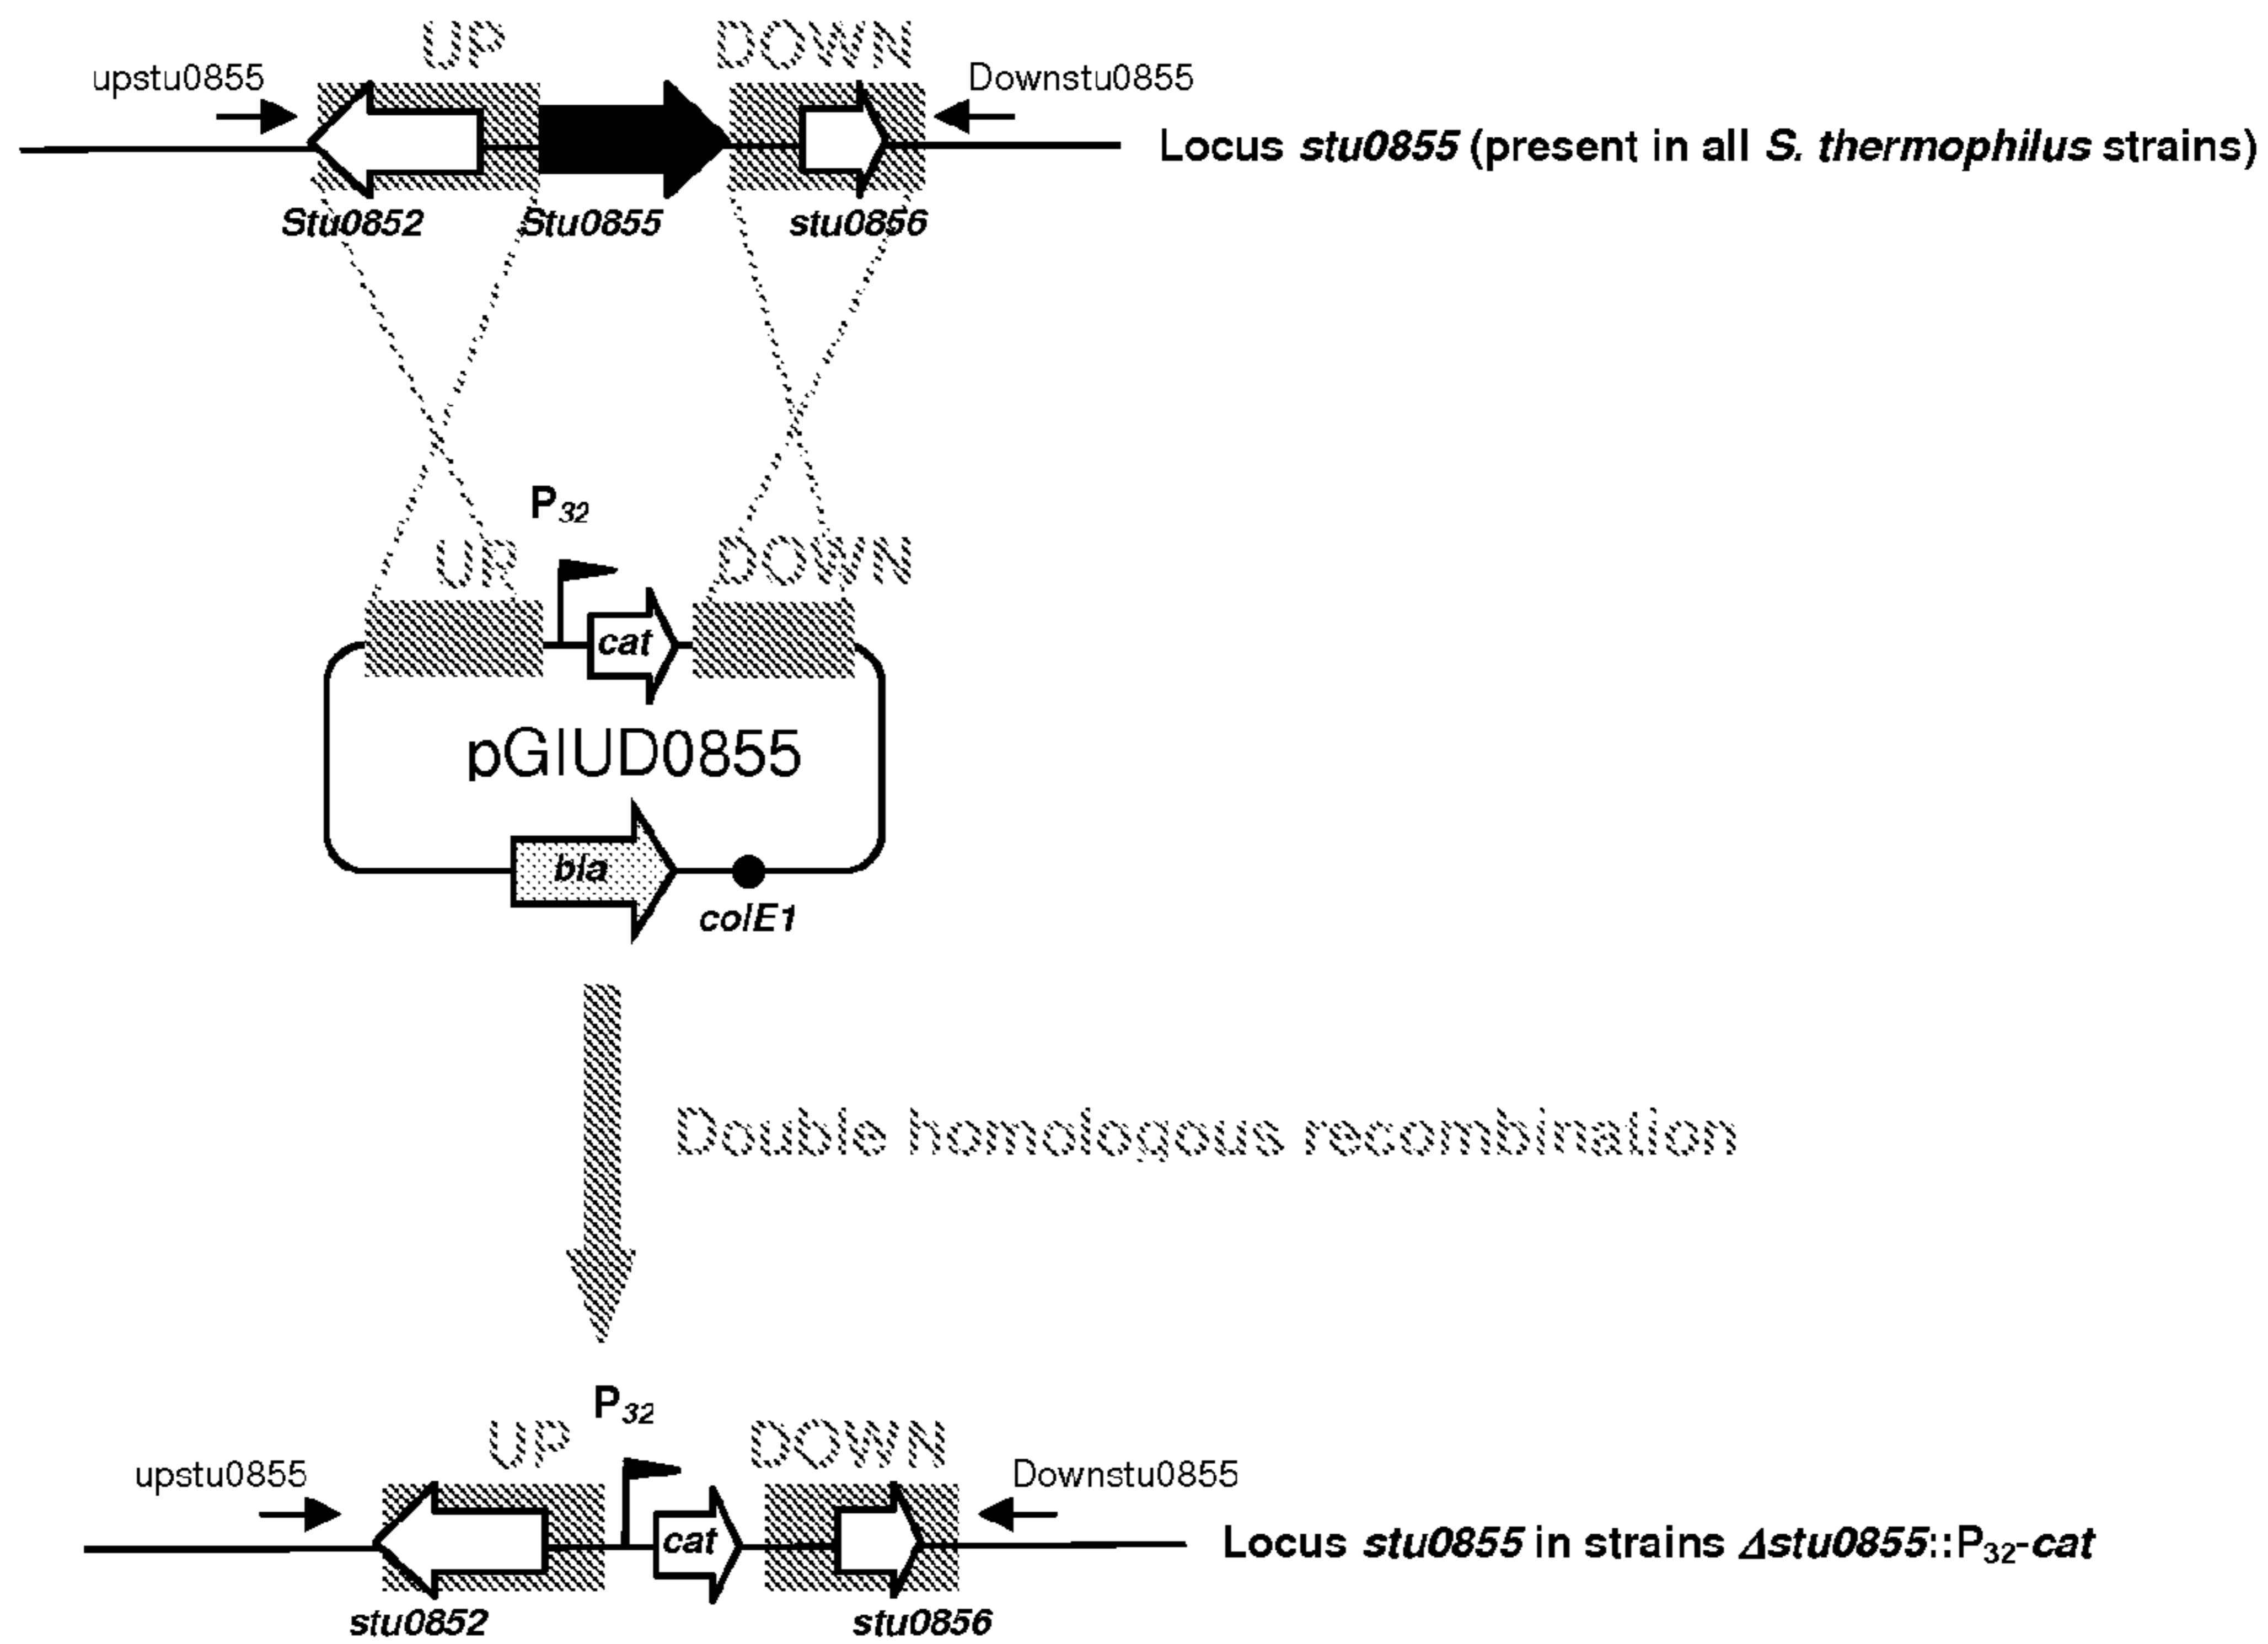 UP DOWN
upstu0855 Downstu0855
Locus stu0855 (present in all S. thermophilus strains)
Stu0852 Stu0855 stu0856
P32
UP DOWN
cat
pGIUD0855
bla
colE1
Double homologous recombination
P32
UP DOWN
upstu0855 Downstu0855
cat
Locus stu0855 in strains Δstu0855::P32-cat
stu0852 stu0856